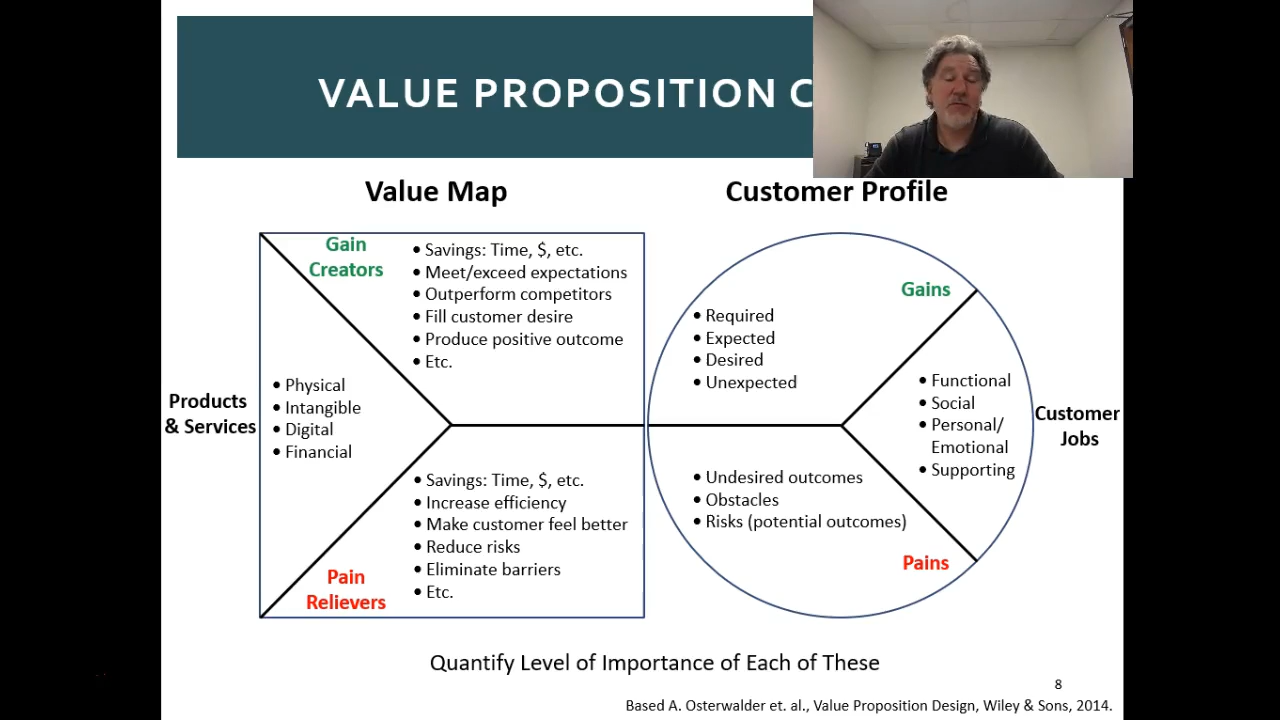 VALUE PROPOSITION C
Value Map
Customer Profile
Gain
Creators
• Savings: Time, $, etc.
• Meet/exceed expectations
• Outperform competitors
• Fill customer desire
• Produce positive outcome
• Etc.
Products
& Services
• Physical
• Intangible
• Digital
• Financial
• Savings: Time, $, etc.
• Increase efficiency
• Make customer feel better
• Reduce risks
• Eliminate barriers
• Etc.
Pain
Relievers
Gains
• Required
• Expected
• Desired
• Unexpected
• Functional
• Social
• Personal/
Emotional
• Supporting
Customer
Jobs
• Undesired outcomes
• Obstacles
• Risks (potential outcomes)
Pains
Quantify Level of Importance of Each of These
8
Based A. Osterwalder et. al., Value Proposition Design, Wiley & Sons, 2014.